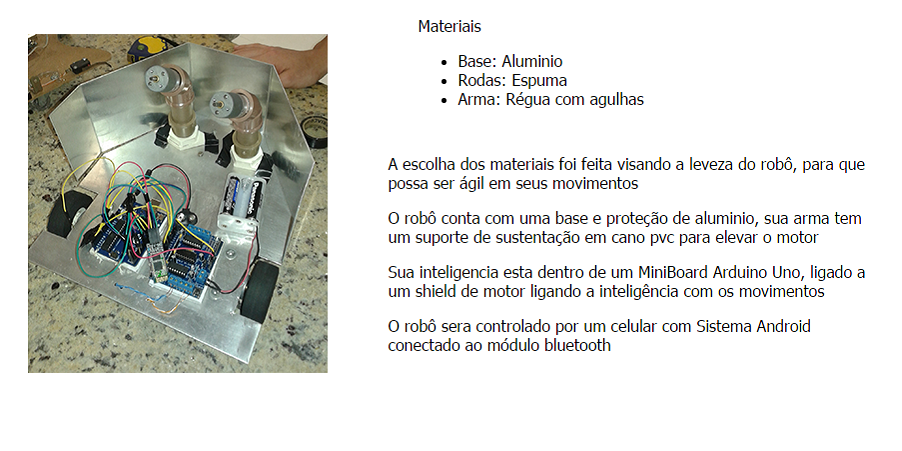 Materiais
• Base: Aluminio
• Rodas: Espuma
• Arma: Régua com agulhas
A escolha dos materiais foi feita visando a leveza do robô, para que
possa ser ágil em seus movimentos
O robô conta com uma base e proteção de aluminio, sua arma tem
um suporte de sustentação em cano pvc para elevar o motor
Sua inteligencia esta dentro de um MiniBoard Arduino Uno, ligado a
um shield de motor ligando a inteligência com os movimentos
O robô sera controlado por um celular com Sistema Android
conectado ao módulo bluetooth